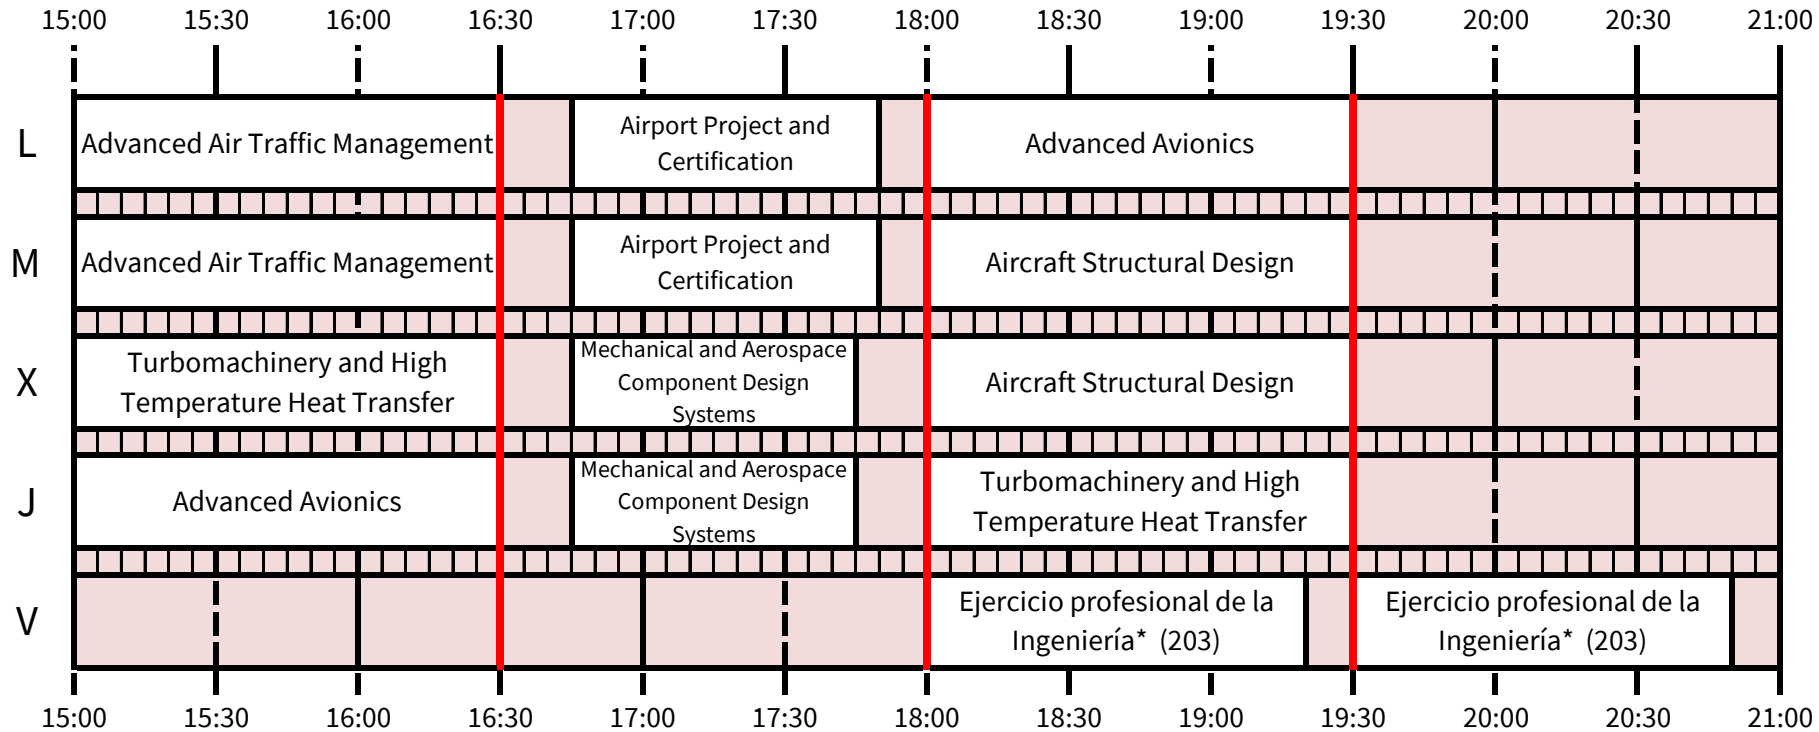 15:00 15:30 16:00 16:30 17:00 17:30 18:00 18:30 19:00 19:30 20:00 20:30 21:00
L
Advanced Air Traffic Management
Airport Project and
Certification
Advanced Avionics
M
Advanced Air Traffic Management
Airport Project and
Certification
Aircraft Structural Design
X
Turbomachinery and High
Temperature Heat Transfer
Mechanical and Aerospace
Component Design
Systems
Aircraft Structural Design
J
Advanced Avionics
Mechanical and Aerospace
Component Design
Systems
Turbomachinery and High
Temperature Heat Transfer
V
Ejercicio profesional de la
Ingeniería* (203)
Ejercicio profesional de la
Ingeniería* (203)
15:00 15:30 16:00 16:30 17:00 17:30 18:00 18:30 19:00 19:30 20:00 20:30 21:00